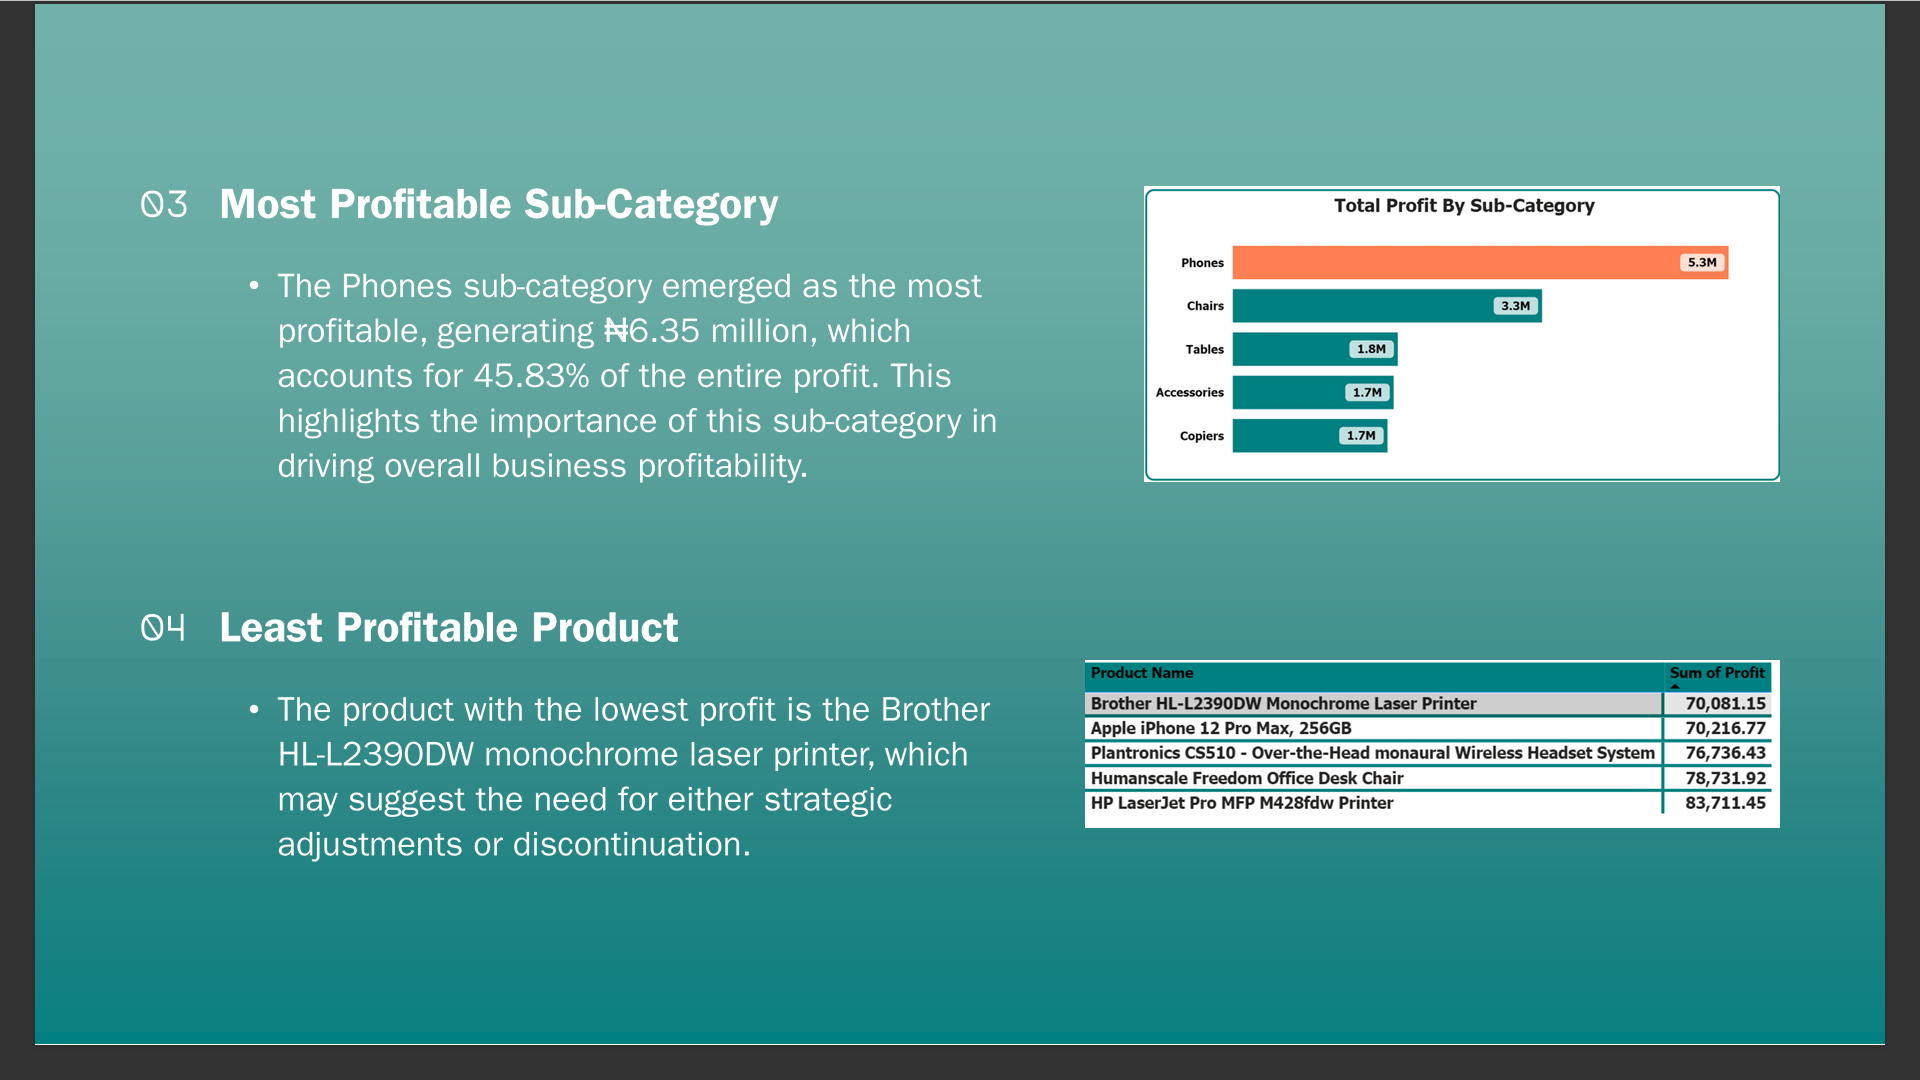 03 Most Profitable Sub-Category
• The Phones sub-category emerged as the most
profitable, generating ₦6.35 million, which
accounts for 45.83% of the entire profit. This
highlights the importance of this sub-category in
driving overall business profitability.
Total Profit By Sub-Category
Phones 5.3M
Chairs 3.3M
Tables 1.8M
Accessories 1.7M
Copiers 1.7M
04 Least Profitable Product
• The product with the lowest profit is the Brother
HL-L2390DW monochrome laser printer, which
may suggest the need for either strategic
adjustments or discontinuation.
Product Name Sum of Profit
Brother HL-L2390DW Monochrome Laser Printer 70,081.15
Apple iPhone 12 Pro Max, 256GB 70,216.77
Plantronics CS510 - Over-the-Head monaural Wireless Headset System 76,736.43
Humanscale Freedom Office Desk Chair 78,731.92
HP LaserJet Pro MFP M428fdw Printer 83,711.45